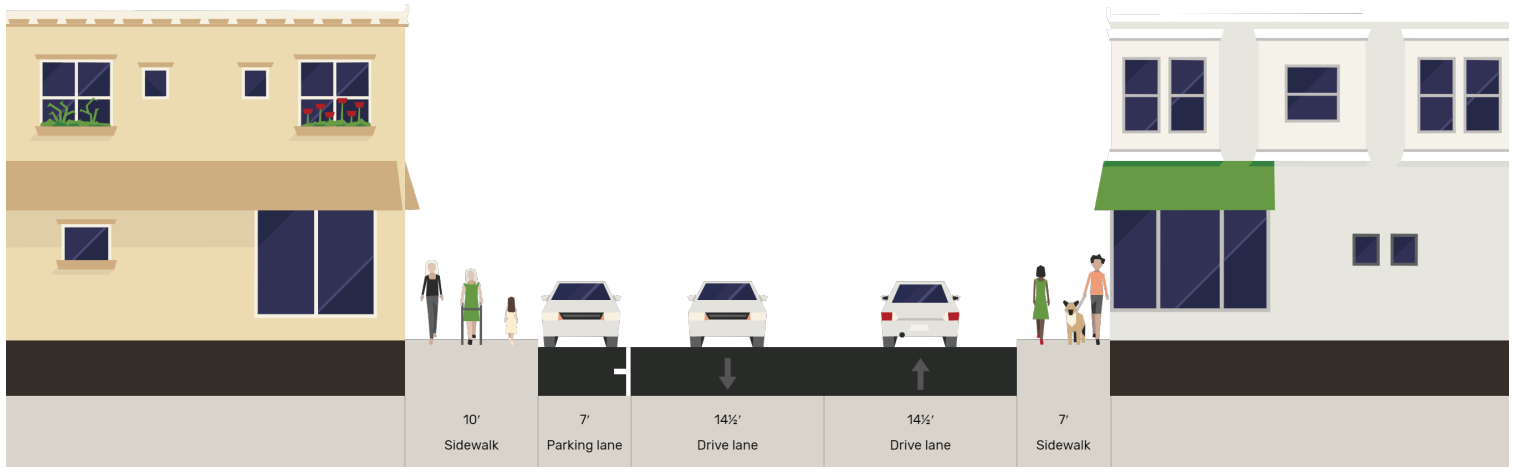 10′
Sidewalk
7′
Parking lane
14½′
Drive lane
14½′
Drive lane
7′
Sidewalk